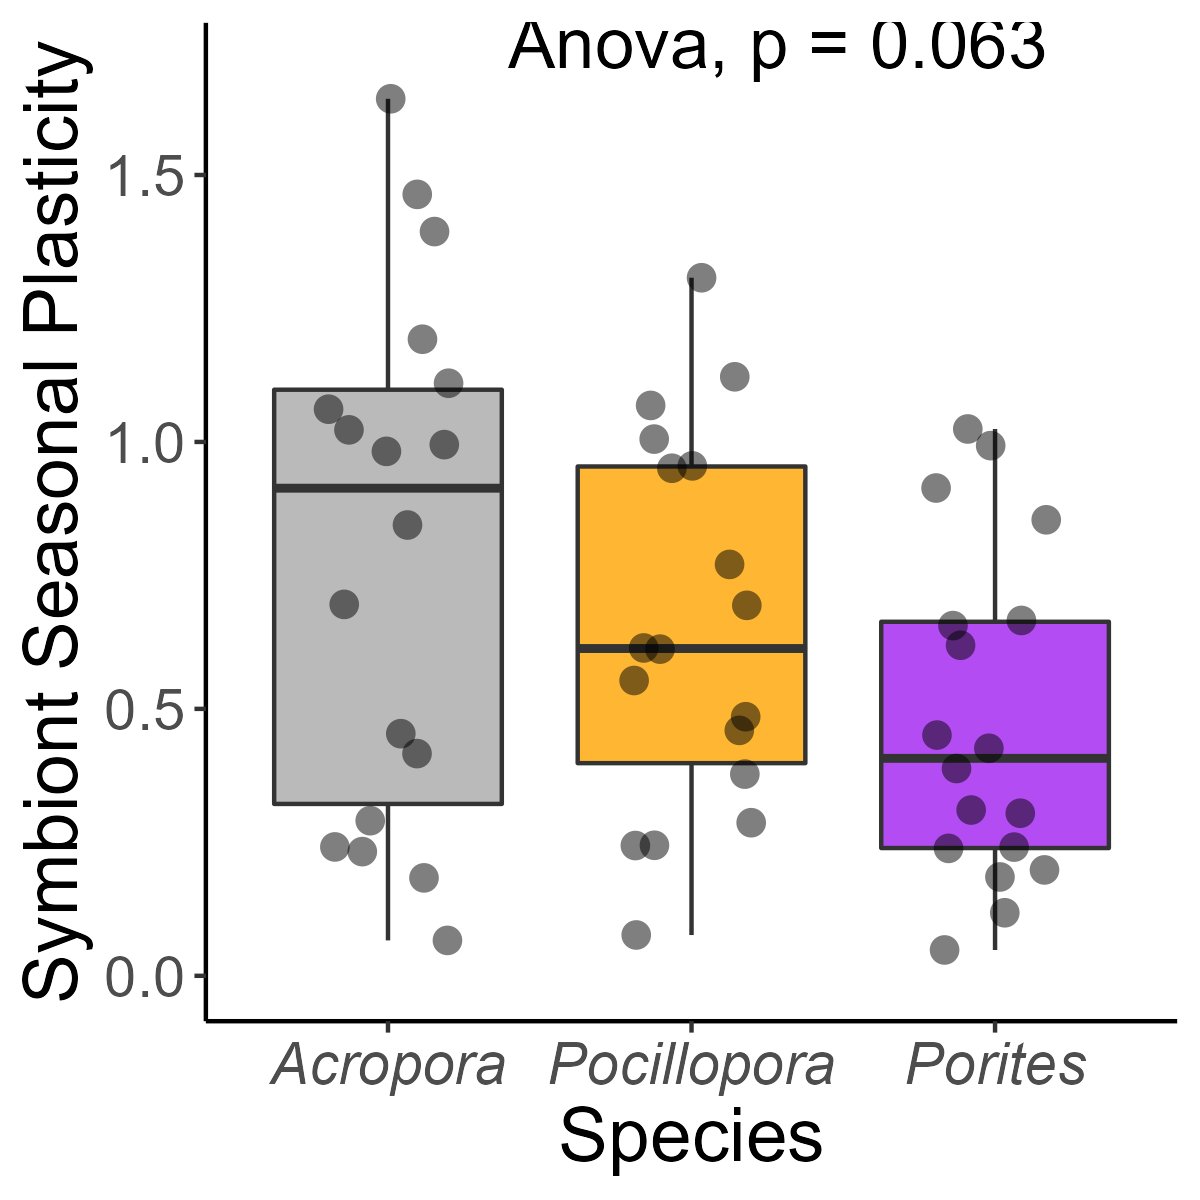 Anova, p = 0.063
Symbiont Seasonal Plasticity
1.5
1.0
0.5
0.0
Acropora Pocillopora Porites
Species